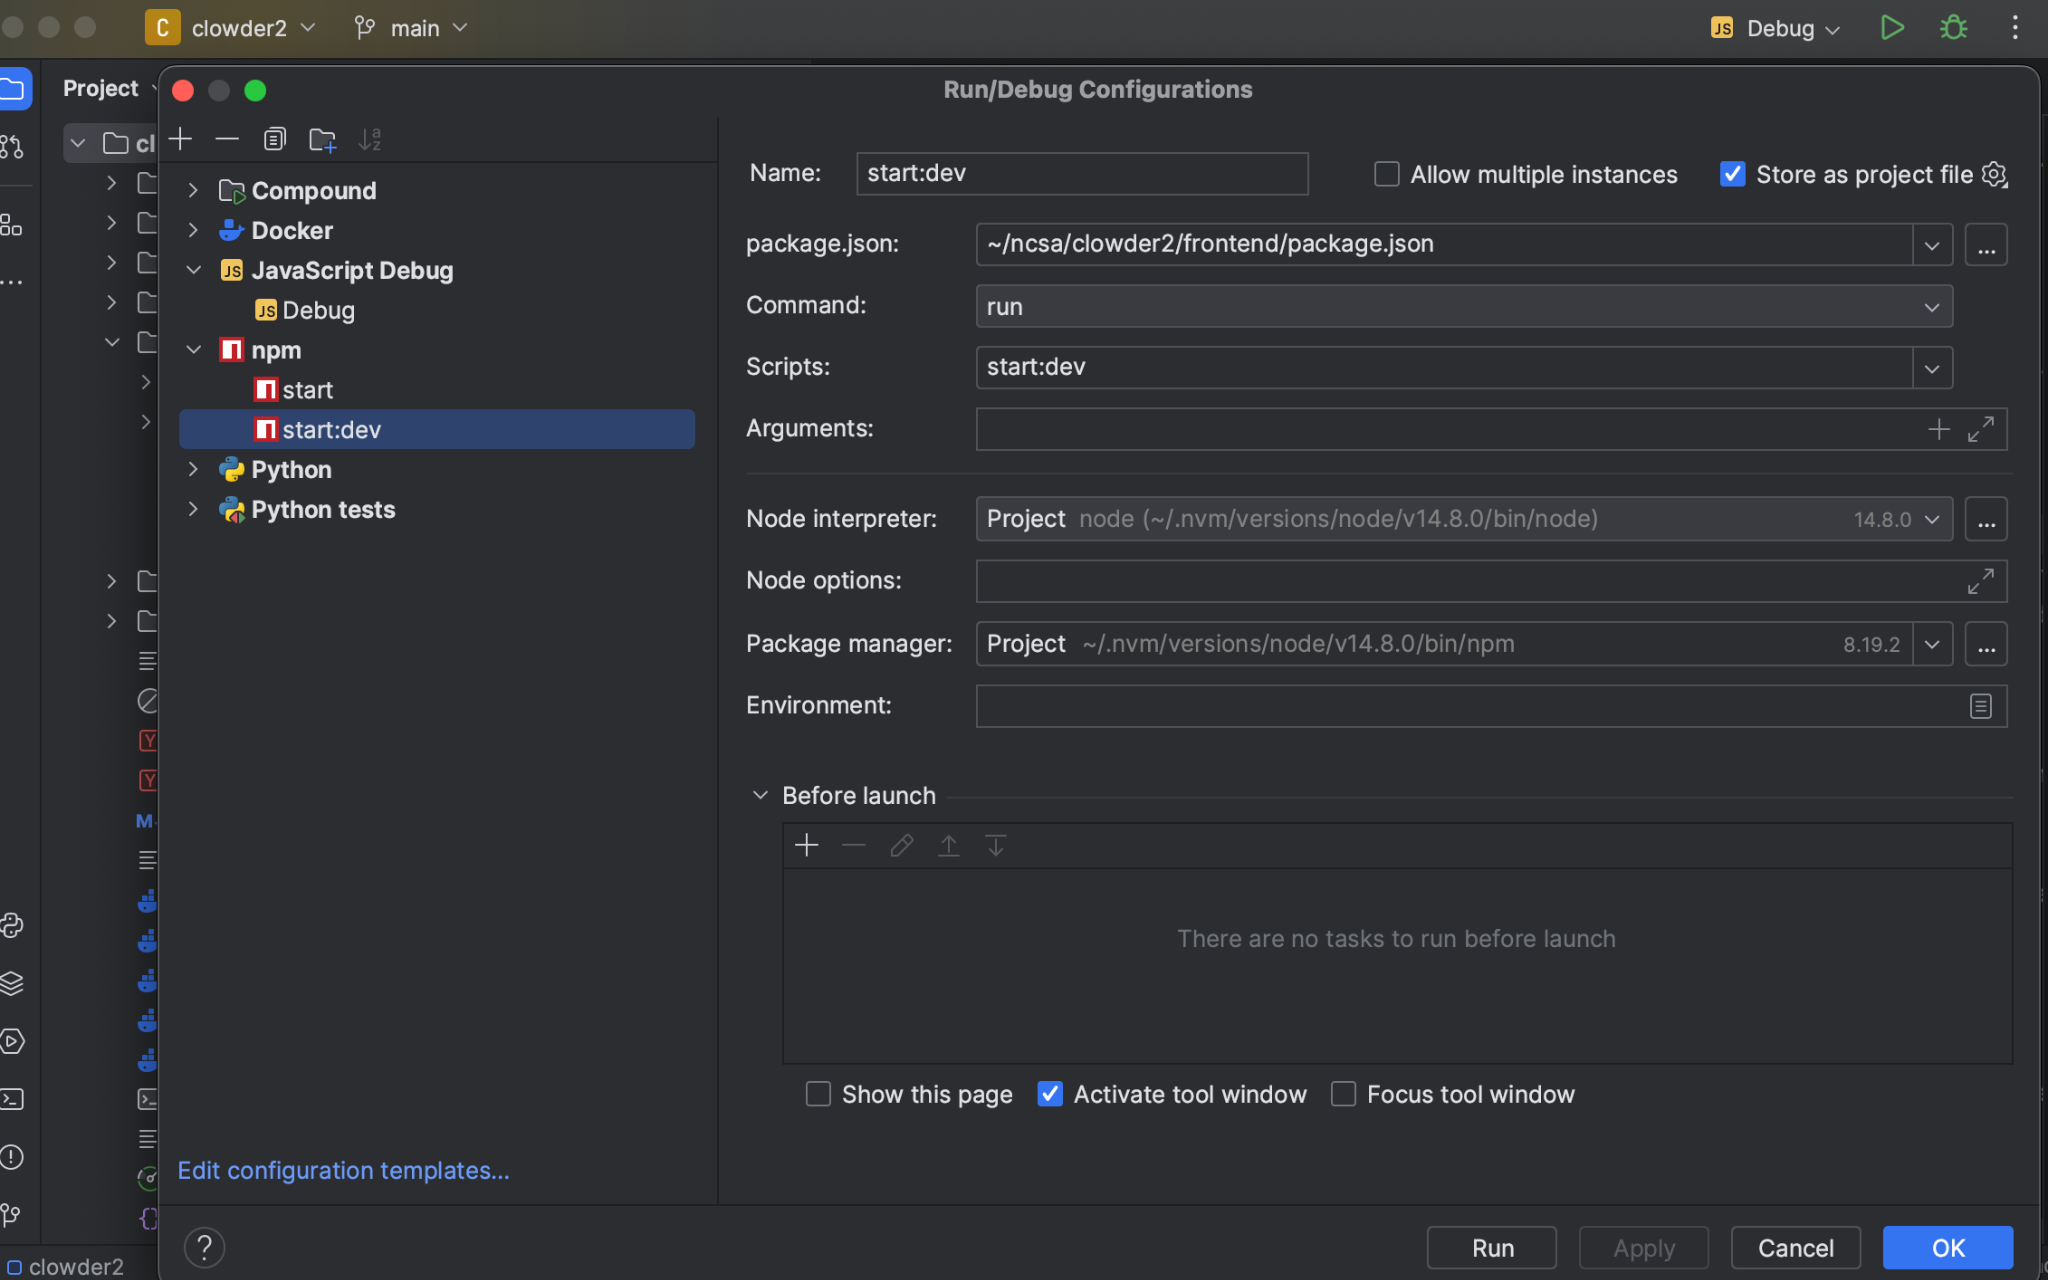 C clowder2 main JS Debug
Project
Run/Debug Configurations
cl
Compound
Docker
JS JavaScript Debug
JS Debug
npm
start
start:dev
Python
Python tests
Edit configuration templates...
Name: start:dev Allow multiple instances Store as project file
package.json: ~/ncsa/clowder2/frontend/package.json ...
Command: run
Scripts: start:dev
Arguments:
Node interpreter: Project node (~/.nvm/versions/node/v14.8.0/bin/node) 14.8.0 ...
Node options:
Package manager: Project ~/.nvm/versions/node/v14.8.0/bin/npm 8.19.2 ...
Environment:
Before launch
There are no tasks to run before launch
Show this page Activate tool window Focus tool window
? Run Apply Cancel OK
clowder2